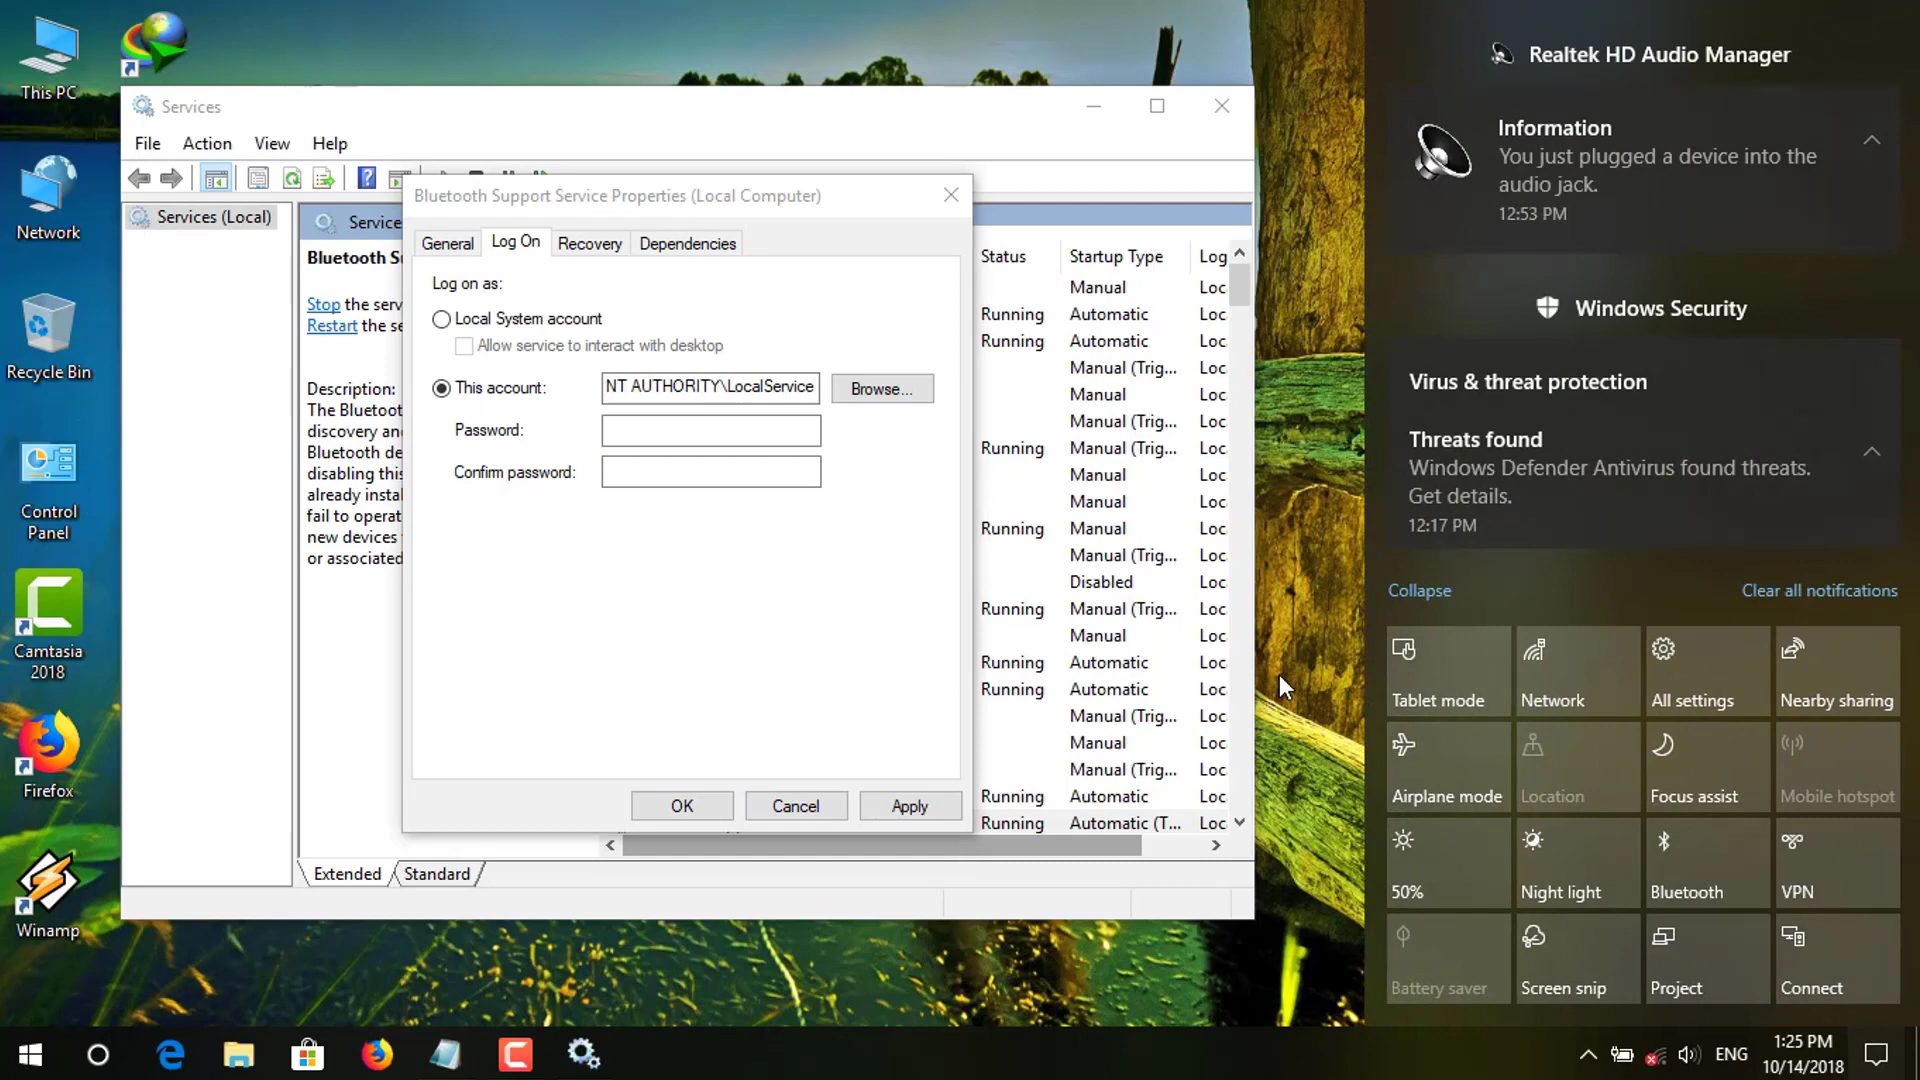 This PC
Network
Recycle Bin
Control
Panel
Camtasia
2018
Firefox
Winamp
Services
File
Action
View
Help
Services (Local)
Service
Bluetooth S
Stop the serv
Restart the se
Description:
The Bluetoot
discovery an
Bluetooth de
disabling this
already instal
fail to operat
new devices
or associated
Status
Startup Type
Log
Manual
Loc
Running
Automatic
Loc
Running
Automatic
Loc
Manual (Trig...
Loc
Manual
Loc
Manual (Trig...
Loc
Running
Manual (Trig...
Loc
Manual
Loc
Manual
Loc
Running
Manual
Loc
Manual (Trig...
Loc
Disabled
Loc
Running
Manual (Trig...
Loc
Manual
Loc
Running
Automatic
Loc
Running
Automatic
Loc
Manual (Trig...
Loc
Manual
Loc
Manual (Trig...
Loc
Running
Automatic
Loc
Running
Automatic (T...
Loc
Extended
Standard
Bluetooth Support Service Properties (Local Computer)
General
Log On
Recovery
Dependencies
Log on as:
Local System account
Allow service to interact with desktop
This account:
NT AUTHORITY\LocalService
Browse...
Password:
Confirm password:
OK
Cancel
Apply
Realtek HD Audio Manager
Information
You just plugged a device into the
audio jack.
12:53 PM
Windows Security
Virus & threat protection
Threats found
Windows Defender Antivirus found threats.
Get details.
12:17 PM
Collapse
Clear all notifications
Tablet mode
Network
All settings
Nearby sharing
Airplane mode
Location
Focus assist
Mobile hotspot
50%
Night light
Bluetooth
VPN
Battery saver
Screen snip
Project
Connect
ENG
1:25 PM
10/14/2018